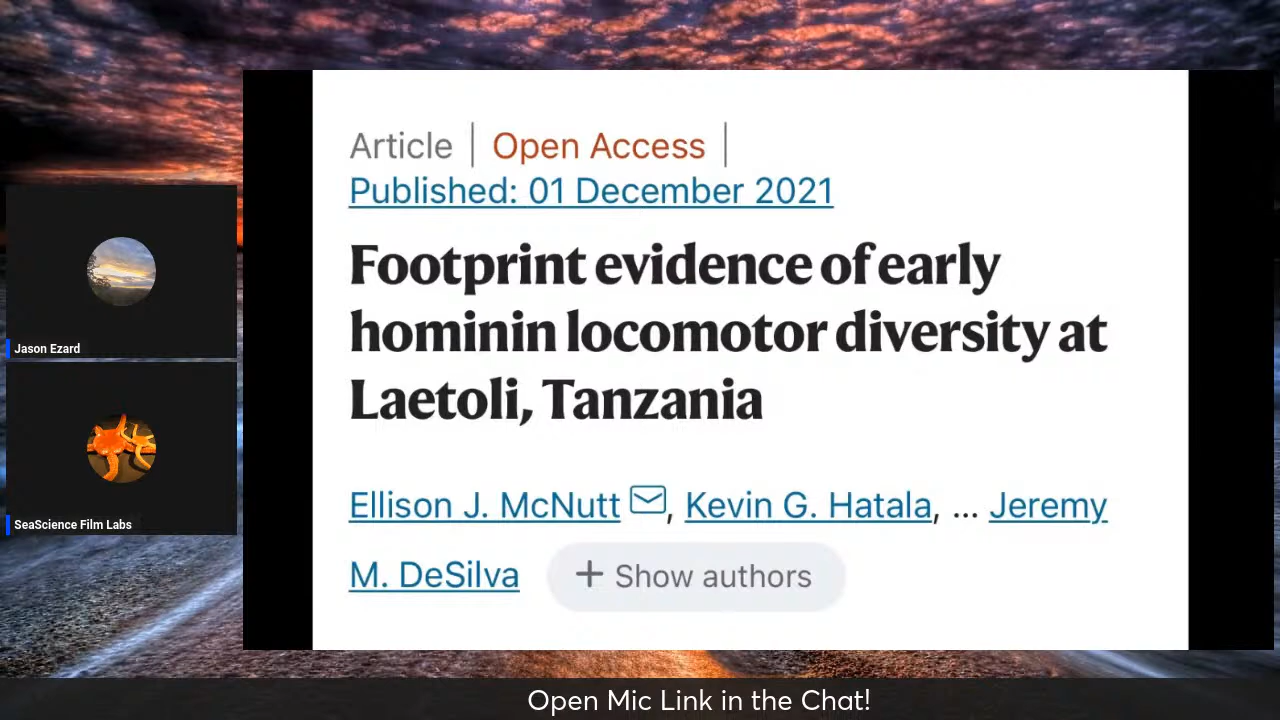 Article | Open Access |
Published: 01 December 2021
Footprint evidence of early
hominin locomotor diversity at
Laetoli, Tanzania
Ellison J. McNutt, Kevin G. Hatala, ... Jeremy
M. DeSilva + Show authors
Jason Ezard
SeaScience Film Labs
Open Mic Link in the Chat!